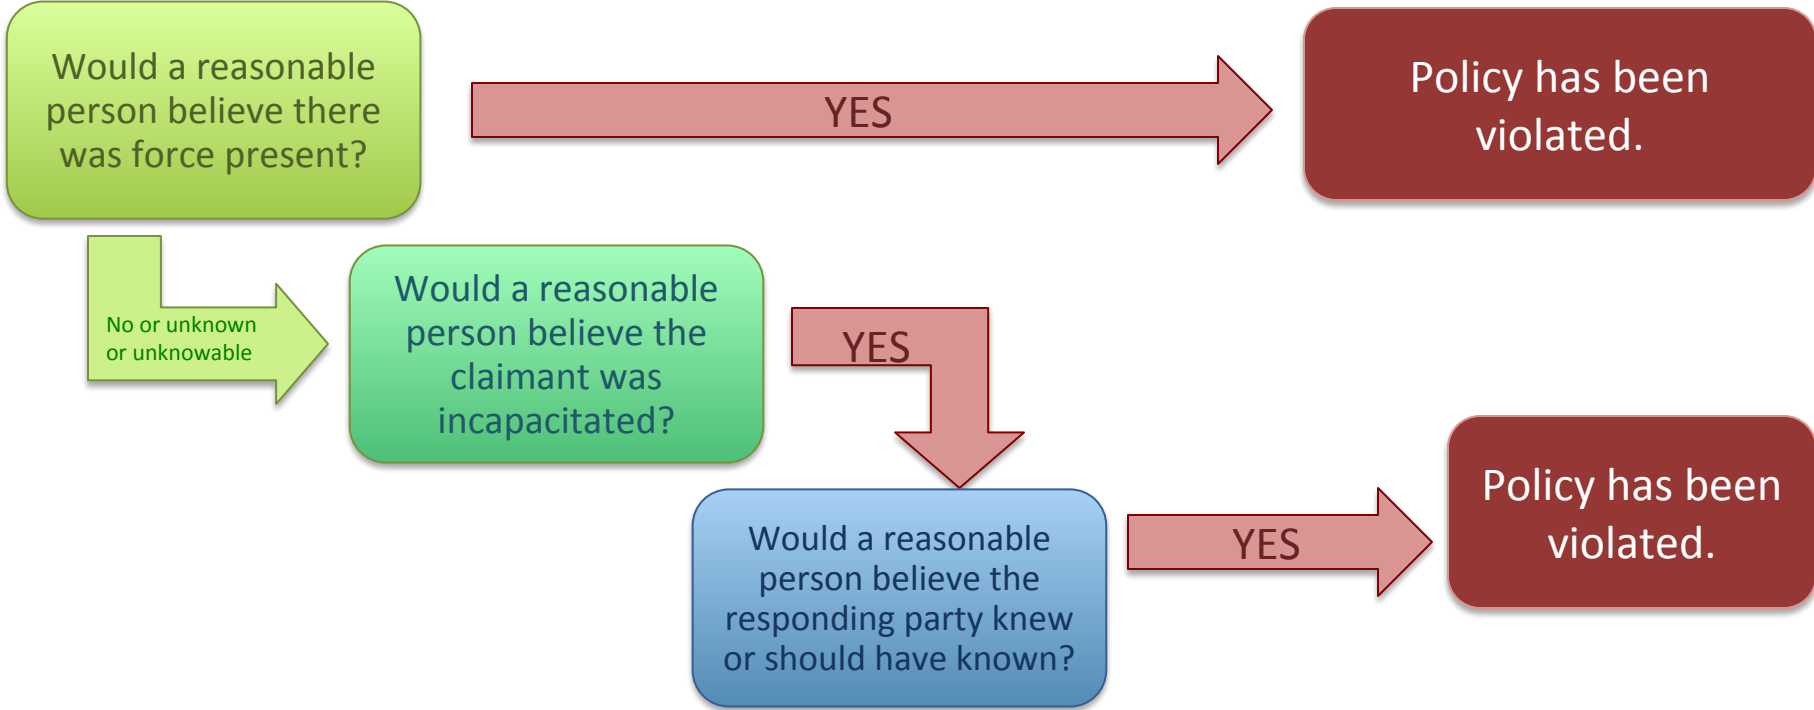 Would a reasonable
person believe there
was force present?
YES
Policy has been
violated.
No or unknown
or unknowable
Would a reasonable
person believe the
claimant was
incapacitated?
YES
Would a reasonable
person believe the
responding party knew
or should have known?
YES
Policy has been
violated.